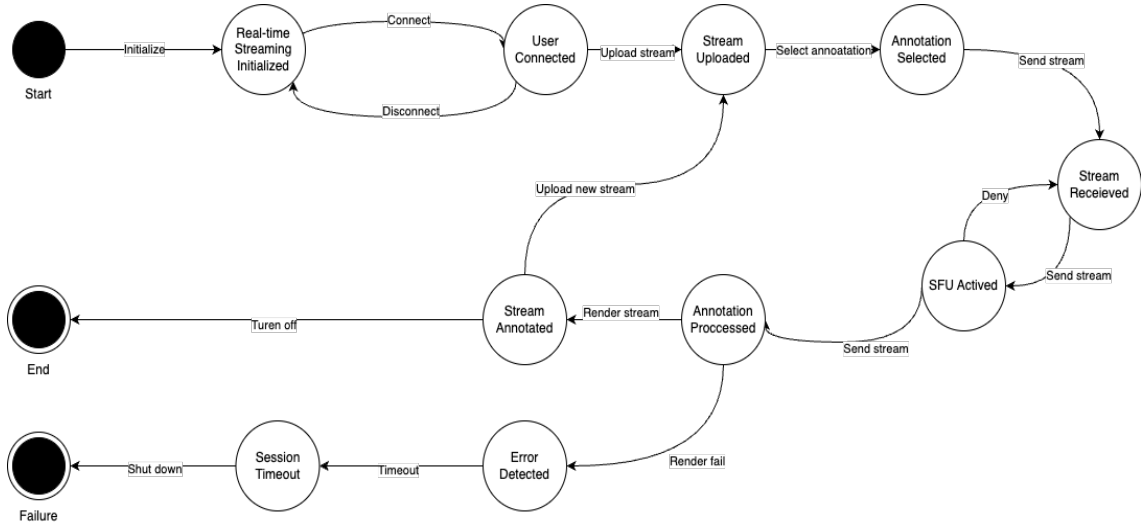 Real-time
Streaming
Initialized
Connect
User
Connected
Upload stream
Stream
Uploaded
Select annoatation
Annotation
Selected
Send stream
Initialize
Start
Disconnect
Stream
Receieved
Deny
Upload new stream
Send stream
SFU Actived
Stream
Annotated
Render stream
Annotation
Proccessed
Send stream
Turen off
End
Session
Timeout
Error
Detected
Render fail
Shut down
Timeout
Failure